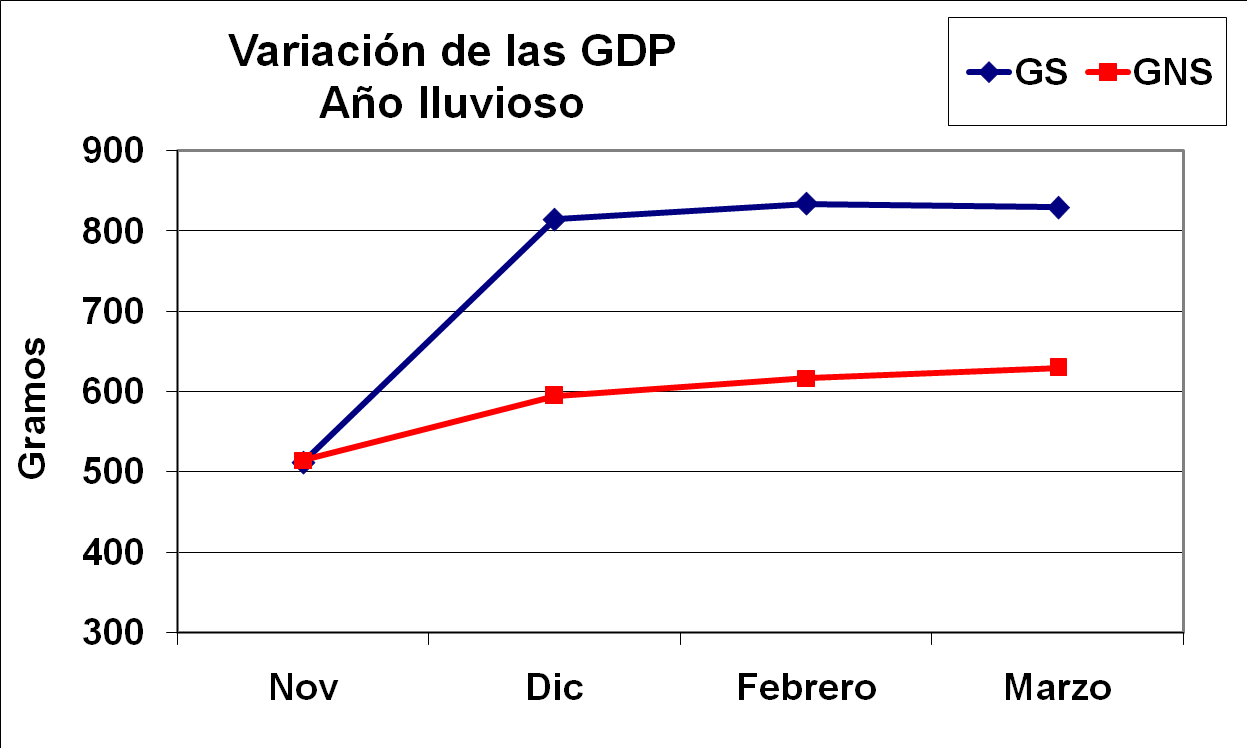 Variación de las GDP
Año lluvioso
GS GNS
900
800
700
600
500
400
300
Gramos
Nov Dic Febrero Marzo